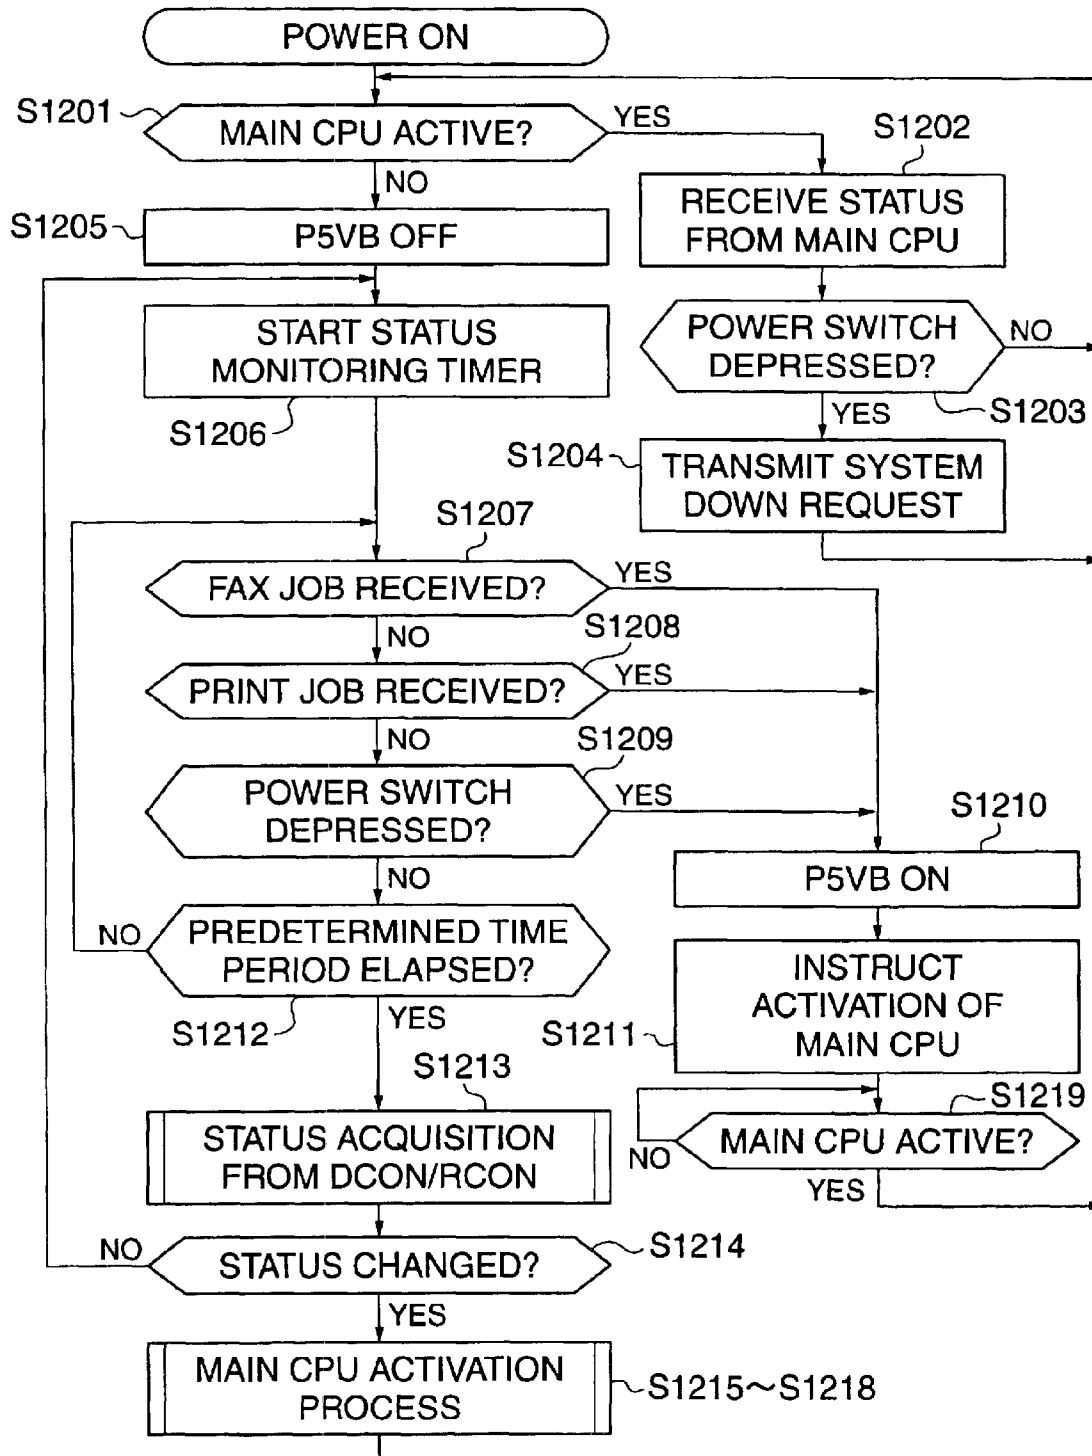 POWER ON
S1201
MAIN CPU ACTIVE?
YES
NO
S1202
RECEIVE STATUS
FROM MAIN CPU
S1205
P5VB OFF
START STATUS
MONITORING TIMER
S1206
POWER SWITCH
DEPRESSED?
NO
S1203
YES
S1204
TRANSMIT SYSTEM
DOWN REQUEST
S1207
FAX JOB RECEIVED?
YES
NO
S1208
PRINT JOB RECEIVED?
YES
NO
S1209
POWER SWITCH
DEPRESSED?
YES
NO
S1210
P5VB ON
PREDETERMINED TIME
PERIOD ELAPSED?
NO
S1212
YES
INSTRUCT
ACTIVATION OF
MAIN CPU
S1211
S1213
STATUS ACQUISITION
FROM DCON/RCON
S1219
MAIN CPU ACTIVE?
NO
YES
S1214
STATUS CHANGED?
NO
YES
MAIN CPU ACTIVATION
PROCESS
S1215~S1218